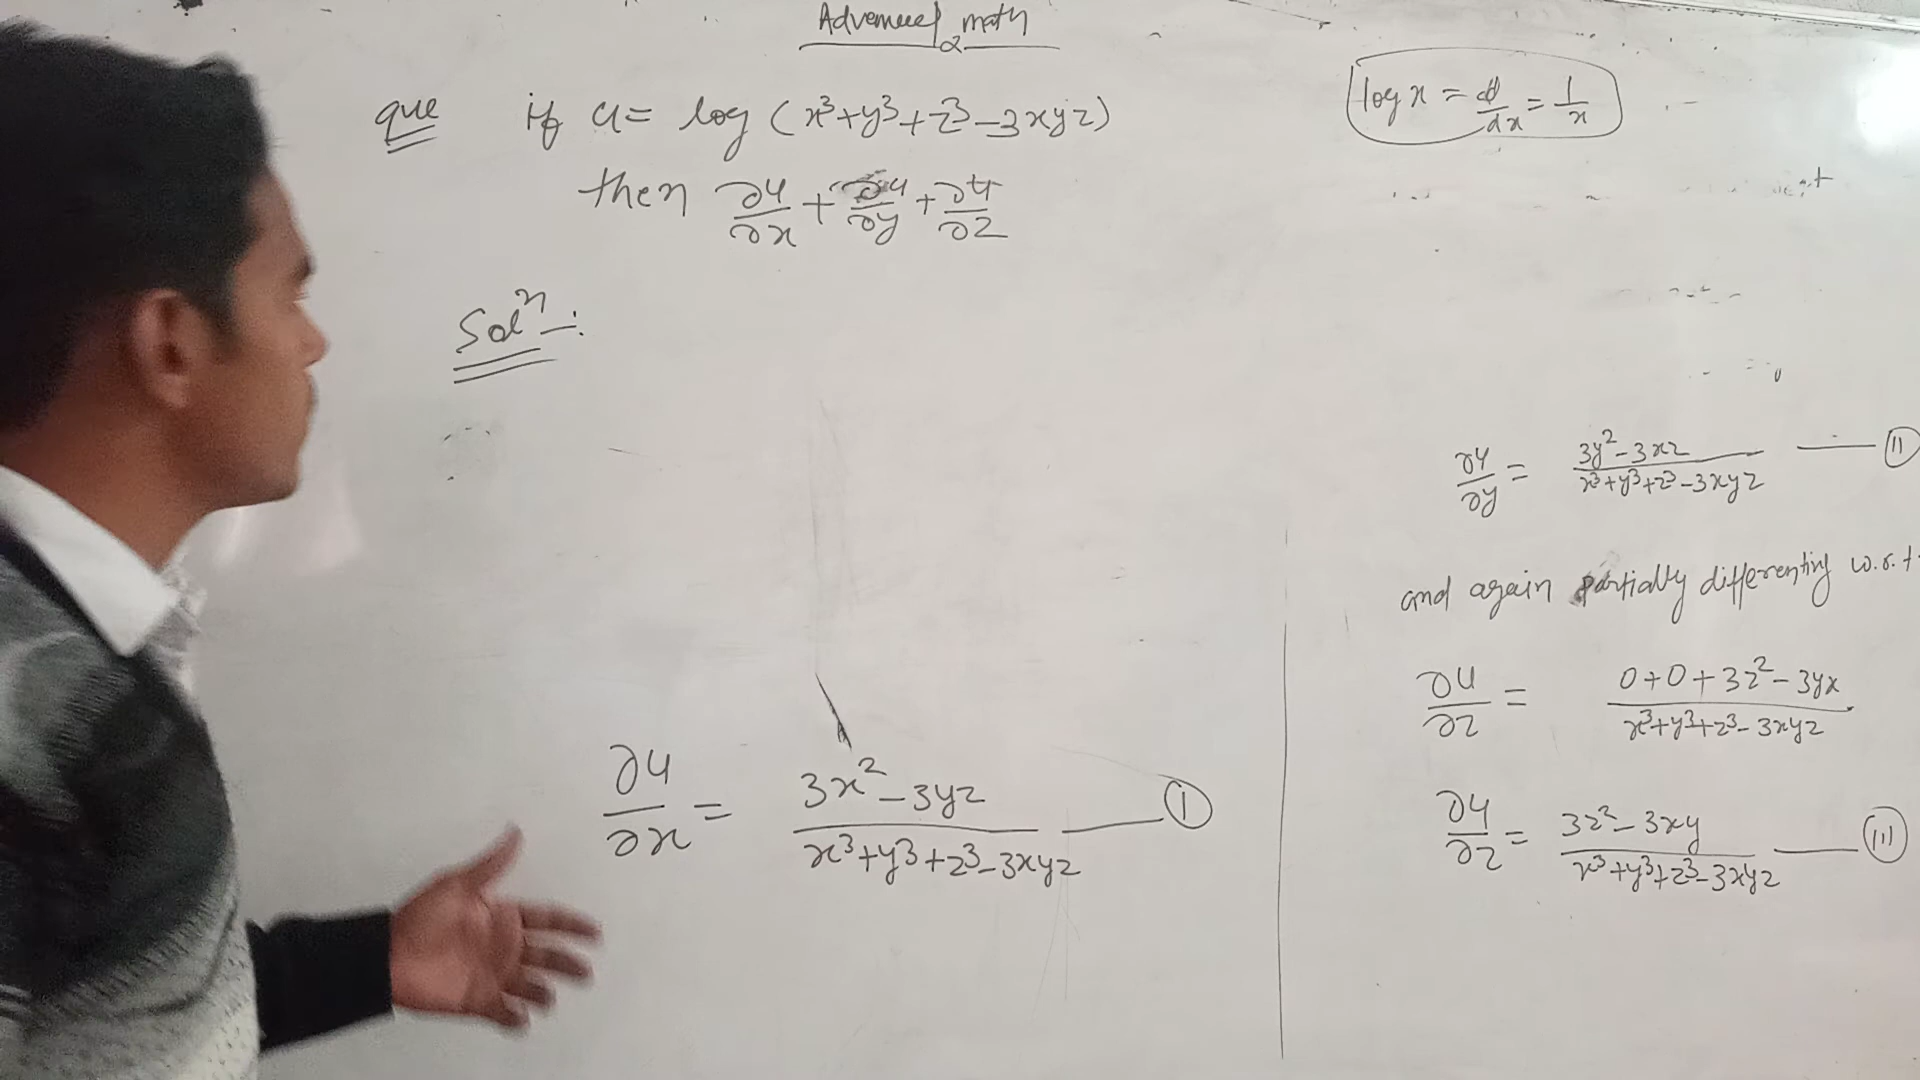 Advenced math
2
que if u = log (x³+y³+z³-3xyz)
then ∂u/∂x + ∂u/∂y + ∂u/∂z
log x = d/dx = 1/x
Solⁿ -:
∂u/∂x = 3x²-3yz / x³+y³+z³-3xyz —— (I)
∂u/∂y = 3y²-3xz / x³+y³+z³-3xyz —— (II)
and again partially differenting w.r.t
∂u/∂z = 0+0+3z²-3yx / x³+y³+z³-3xyz
∂u/∂z = 3z²-3xy / x³+y³+z³-3xyz —— (III)